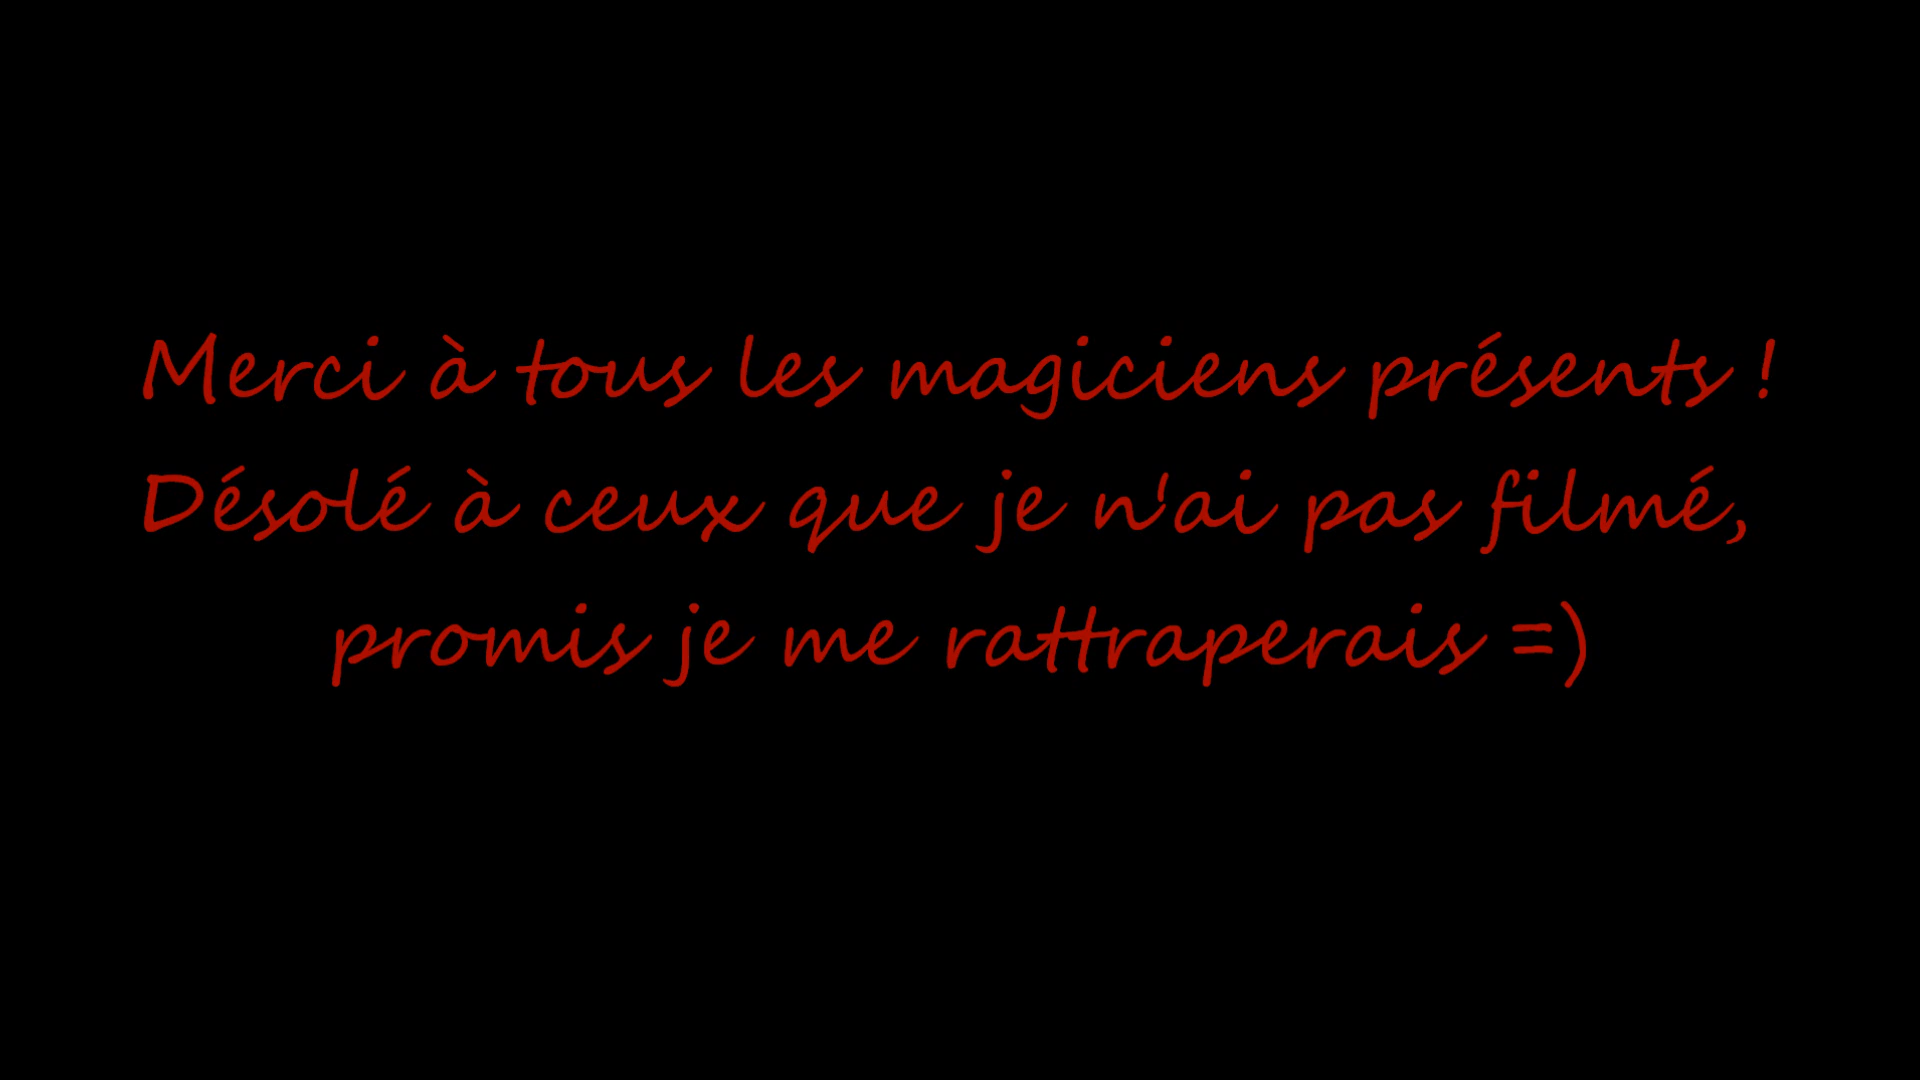 Merci à tous les magiciens présents !
Désolé à ceux que je n'ai pas filmé,
promis je me rattraperais =)